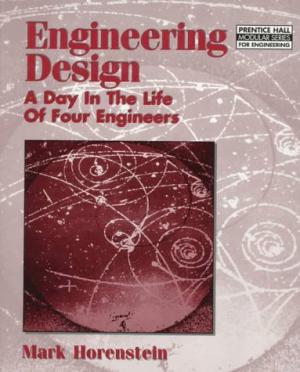 Engineering
Design
A Day In The Life
Of Four Engineers
PRENTICE HALL
MODULAR SERIES
FOR ENGINEERING
Mark Horenstein